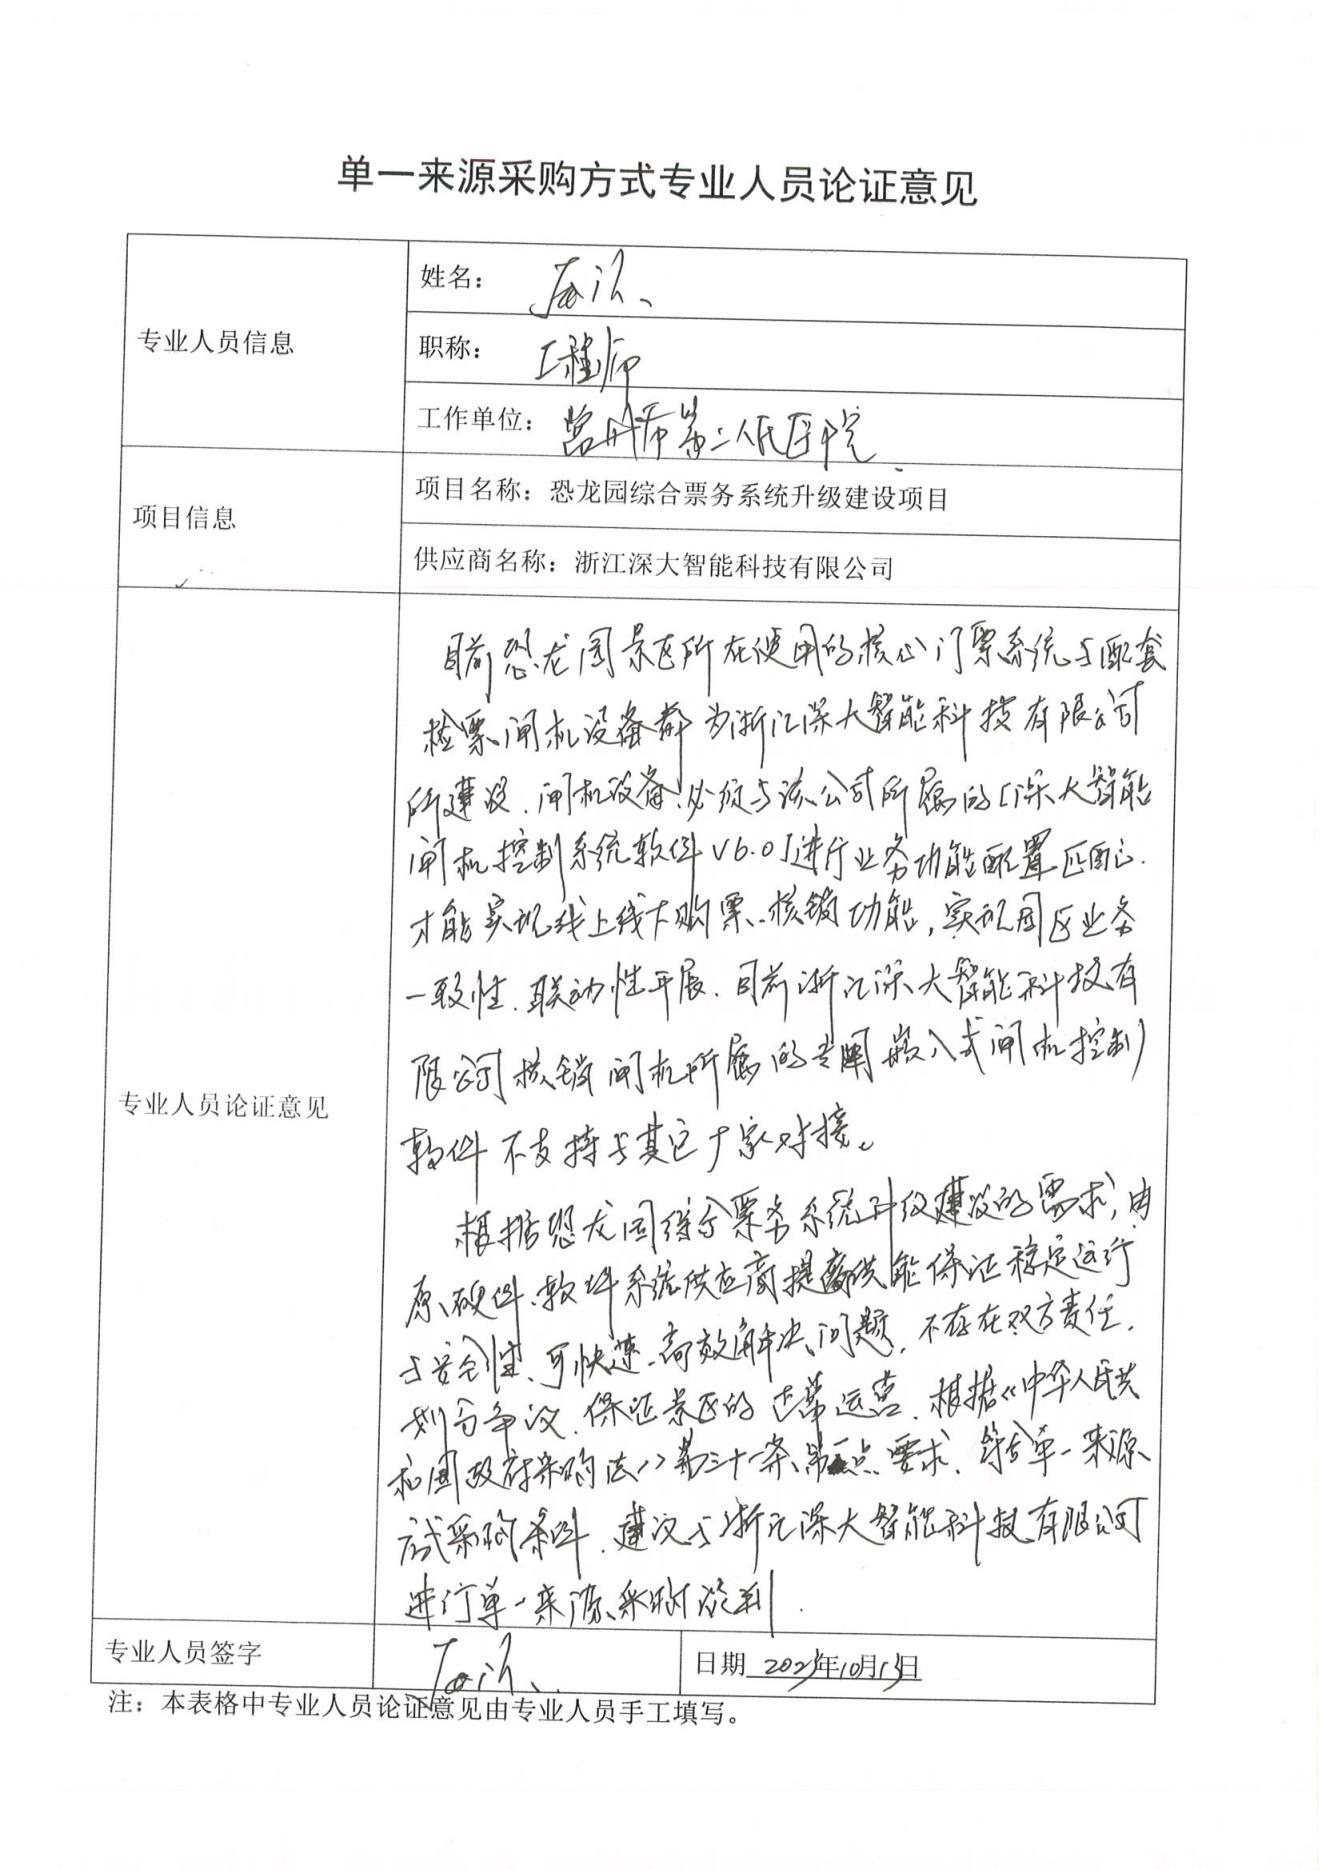 单一来源采购方式专业人员论证意见
专业人员信息
姓名：
职称：工程师
工作单位：常州市第二人民医院
项目信息
项目名称：恐龙园综合票务系统升级建设项目
供应商名称：浙江深大智能科技有限公司
专业人员论证意见
目前恐龙园景区所在使用的核心门票系统与配套
检票闸机设备都为浙江深大智能科技有限公司
所建设．闸机设备必须与该公司所属的［深大智能
闸机控制系统软件V6.0］进行业务功能配置匹配
才能实现线上线下购票、核销功能，实现园区业务
一致性、联动性开展．目前浙江深大智能科技有
限公司核销闸机所属的专用嵌入式闸机控制
软件不支持与其它厂家对接。
根据恐龙园综合票务系统升级建设的需求，由
原硬件、软件系统供应商提供能保证稳定运行
与安全性、可快速、高效解决问题．不存在双方责任
划分争议．保证景区的正常运营．根据《中华人民共
和国政府采购法》第三十一条第 点要求．符合单一来源
方式采购条件．建议与浙江深大智能科技有限公司
进行单一来源采购谈判．
专业人员签字
日期 2023年10月13日
注：本表格中专业人员论证意见由专业人员手工填写。